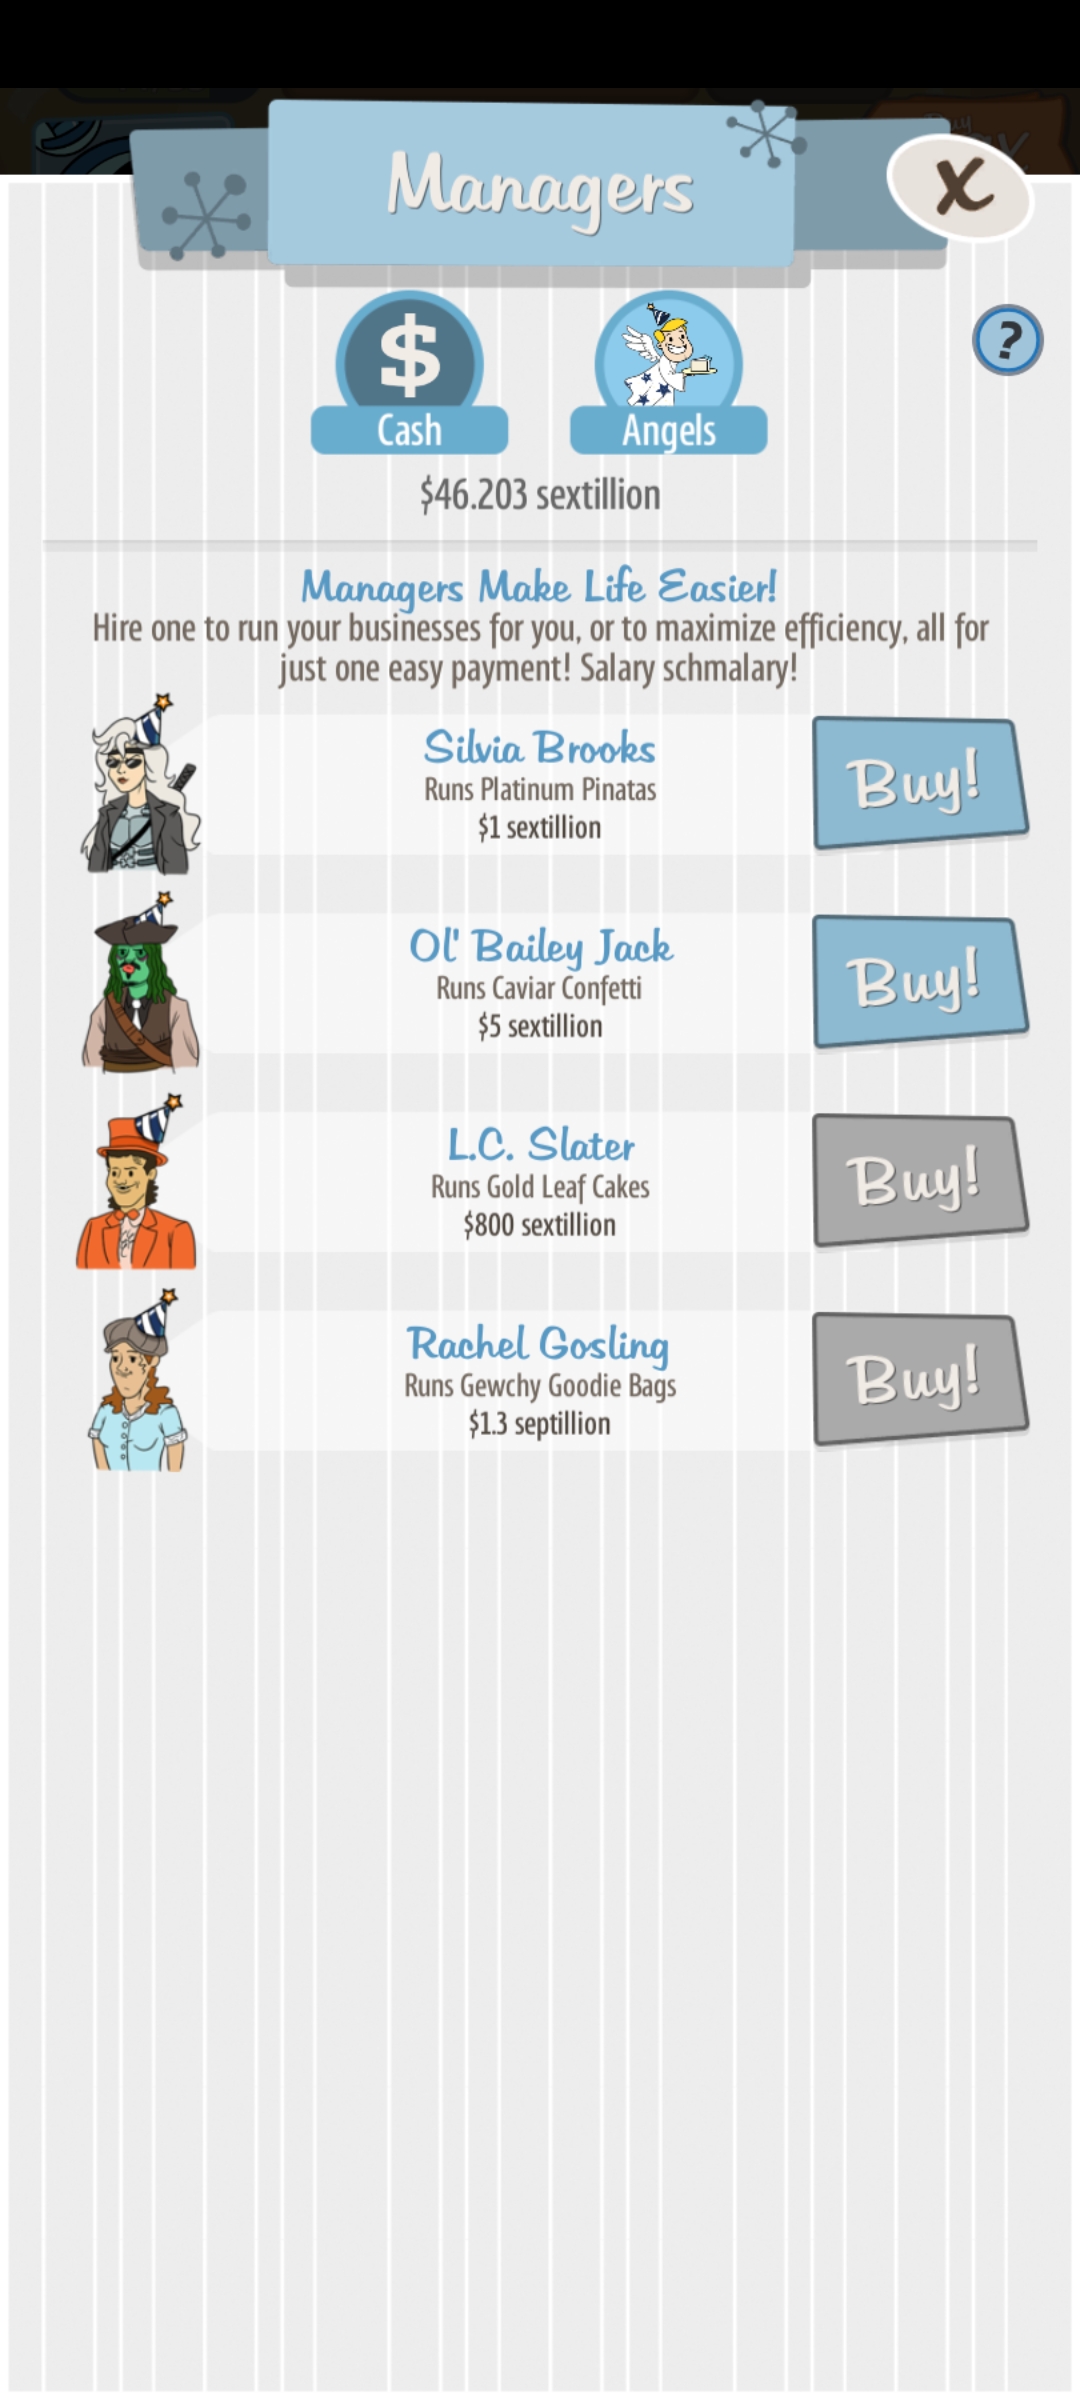 Managers
X
$
Cash
Angels
?
$46.203 sextillion
Managers Make Life Easier!
Hire one to run your businesses for you, or to maximize efficiency, all for
just one easy payment! Salary schmalary!
Silvia Brooks
Runs Platinum Pinatas
$1 sextillion
Buy!
Ol' Bailey Jack
Runs Caviar Confetti
$5 sextillion
Buy!
L.C. Slater
Runs Gold Leaf Cakes
$800 sextillion
Buy!
Rachel Gosling
Runs Gewchy Goodie Bags
$1.3 septillion
Buy!